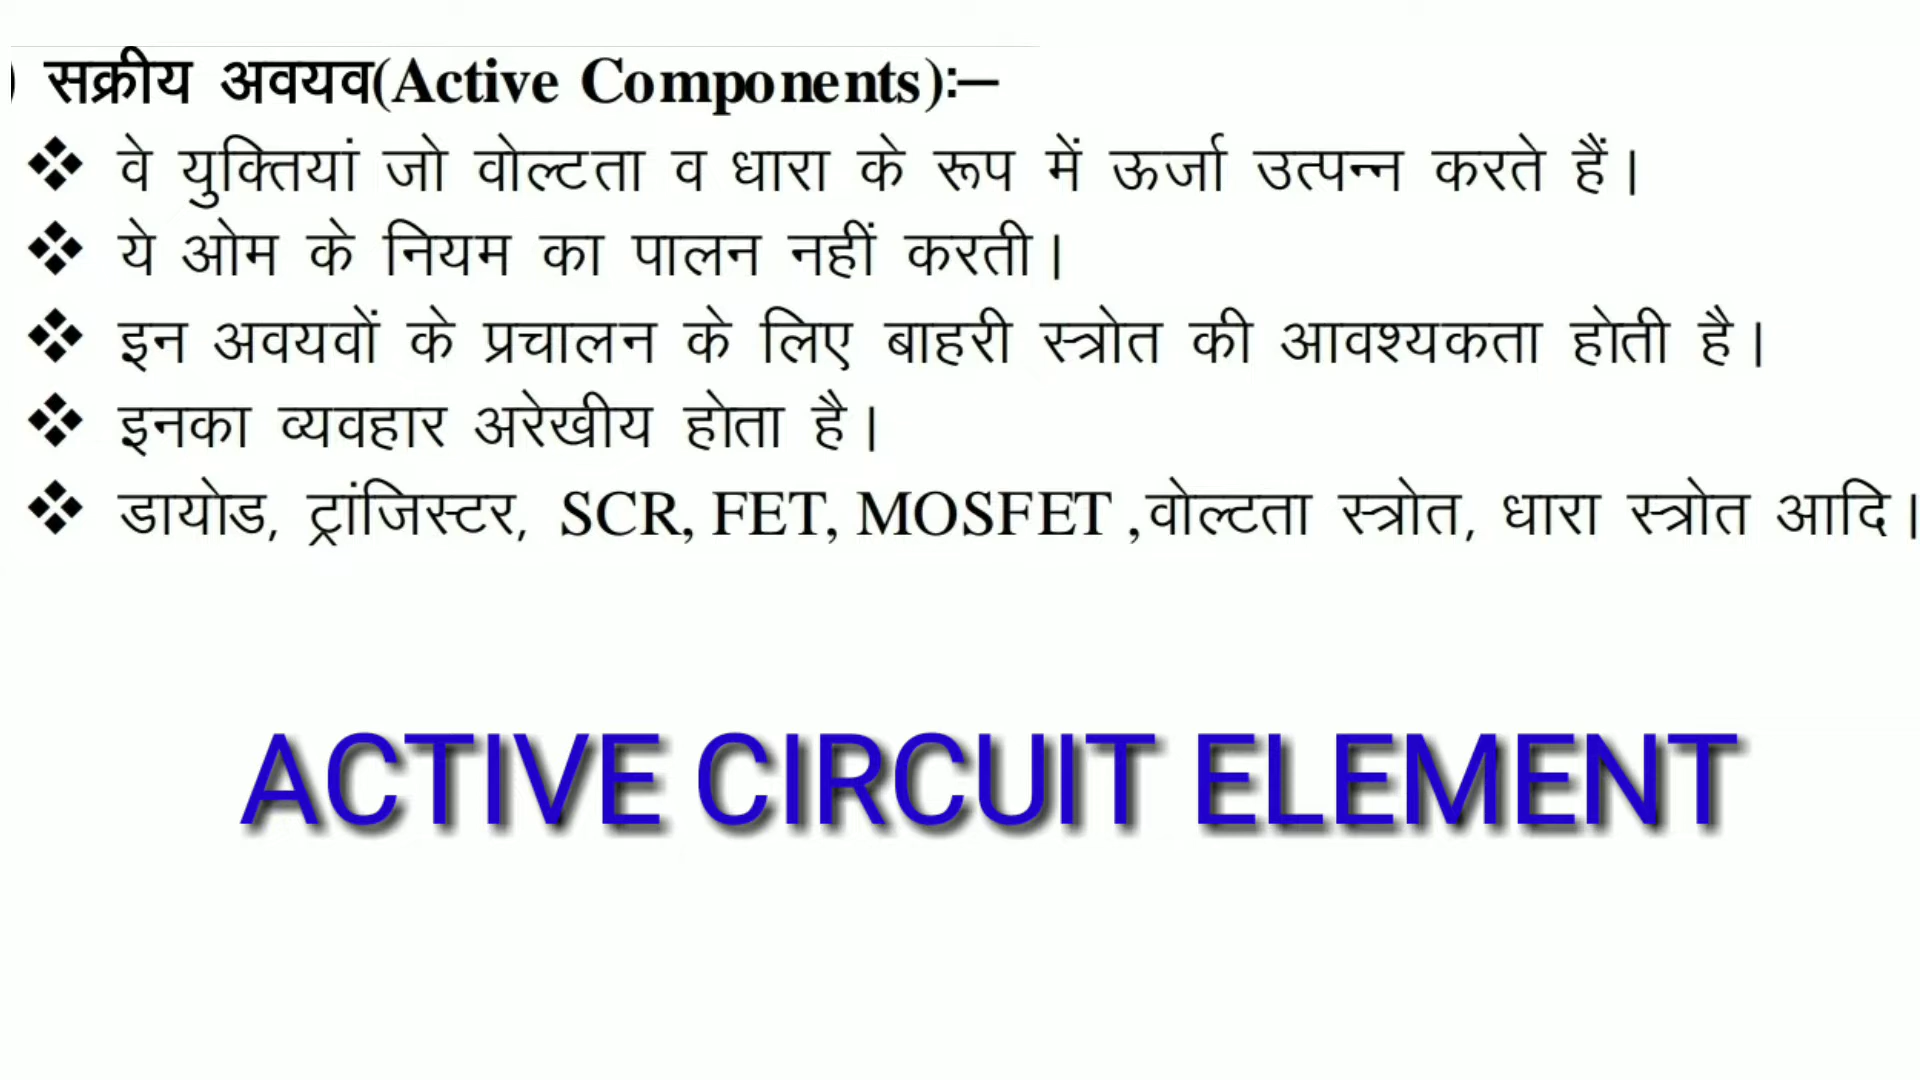 ) सक्रीय अवयव(Active Components):–
❖ वे युक्तियां जो वोल्टता व धारा के रूप में ऊर्जा उत्पन्न करते हैं।
❖ ये ओम के नियम का पालन नहीं करती।
❖ इन अवयवों के प्रचालन के लिए बाहरी स्त्रोत की आवश्यकता होती है।
❖ इनका व्यवहार अरेखीय होता है।
❖ डायोड, ट्रांजिस्टर, SCR, FET, MOSFET ,वोल्टता स्त्रोत, धारा स्त्रोत आदि।
ACTIVE CIRCUIT ELEMENT